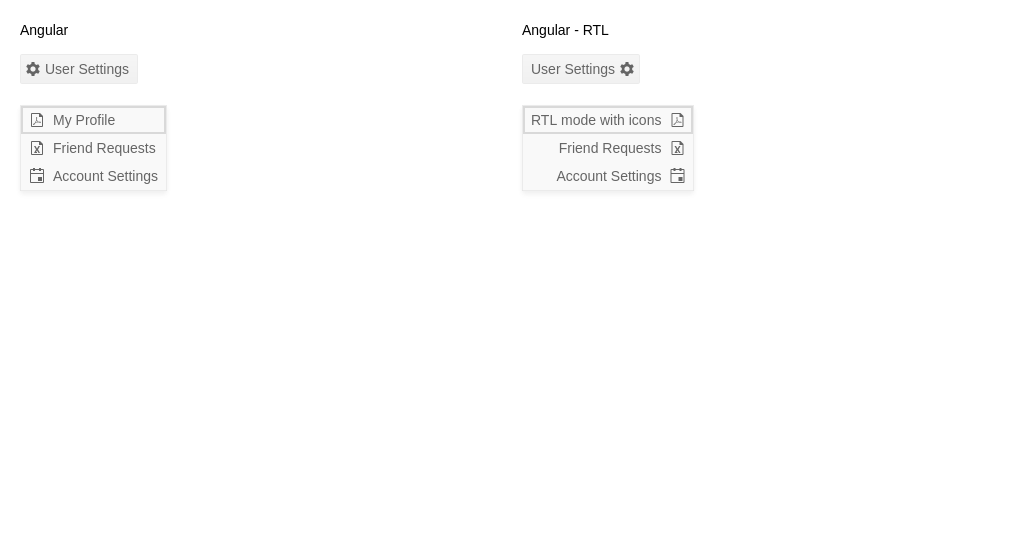 Angular
User Settings
My Profile
Friend Requests
Account Settings
Angular - RTL
User Settings
RTL mode with icons
Friend Requests
Account Settings